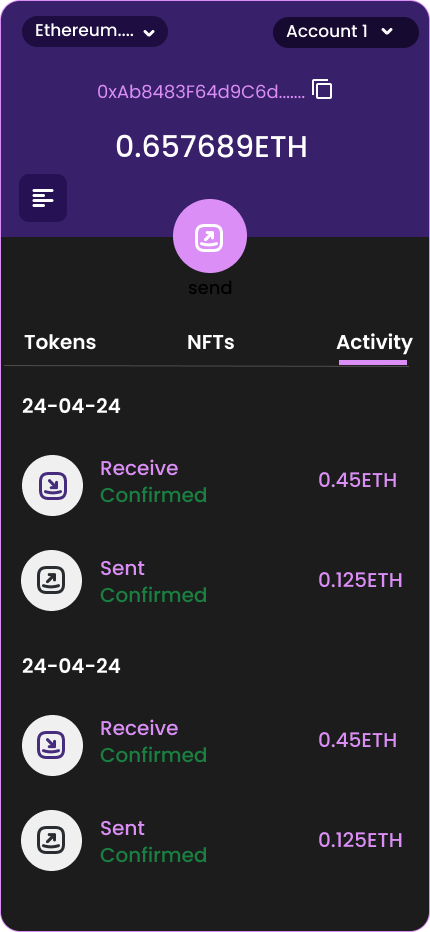 Ethereum.... Account 1
0xAb8483F64d9C6d.......
0.657689ETH
send
Tokens NFTs Activity
24-04-24
Receive 0.45ETH
Confirmed
Sent 0.125ETH
Confirmed
24-04-24
Receive 0.45ETH
Confirmed
Sent 0.125ETH
Confirmed